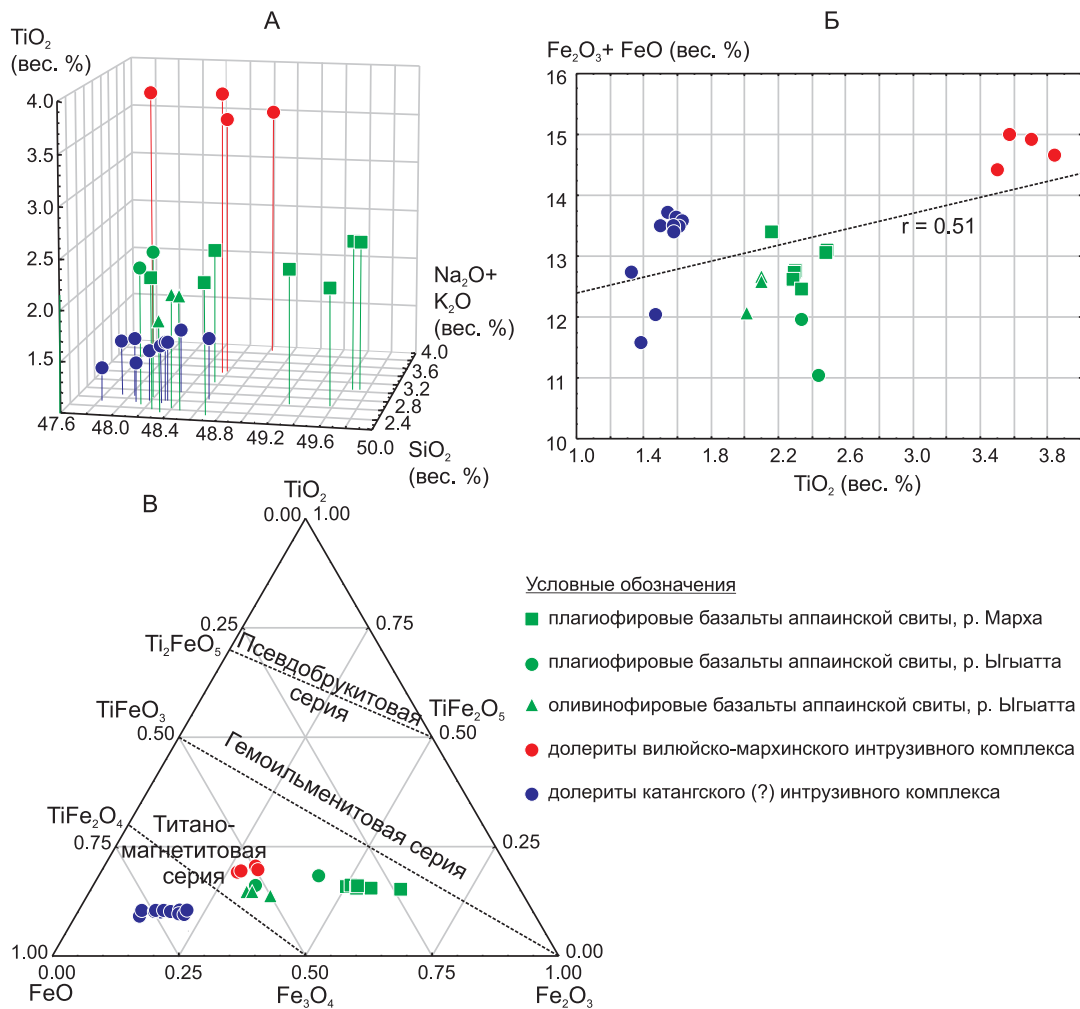 А
TiO2
(вес. %)
4.0
3.5
3.0
2.5
2.0
1.5
47.6
48.0
48.4
48.8
49.2
49.6
50.0
SiO2
(вес. %)
Na2O+
K2O
(вес. %)
4.0
3.6
3.2
2.8
2.4
Б
Fe2O3+ FeO (вес. %)
16
15
14
13
12
11
10
r = 0.51
1.0 1.4 1.8 2.2 2.6 3.0 3.4 3.8
TiO2 (вес. %)
В
TiO2
0.00 1.00
0.25 0.75
Ti2FeO5
Псевдобрукитовая
серия
TiFeO3
TiFe2O5
0.50 0.50
Гемоильменитовая серия
TiFe2O4
0.75 0.25
Титано-
магнетитовая
серия
1.00 0.00
0.00 0.25 0.50 0.75 1.00
FeO Fe3O4 Fe2O3
Условные обозначения
плагиофировые базальты аппаинской свиты, р. Марха
плагиофировые базальты аппаинской свиты, р. Ыгыатта
оливинофировые базальты аппаинской свиты, р. Ыгыатта
долериты вилюйско-мархинского интрузивного комплекса
долериты катангского (?) интрузивного комплекса